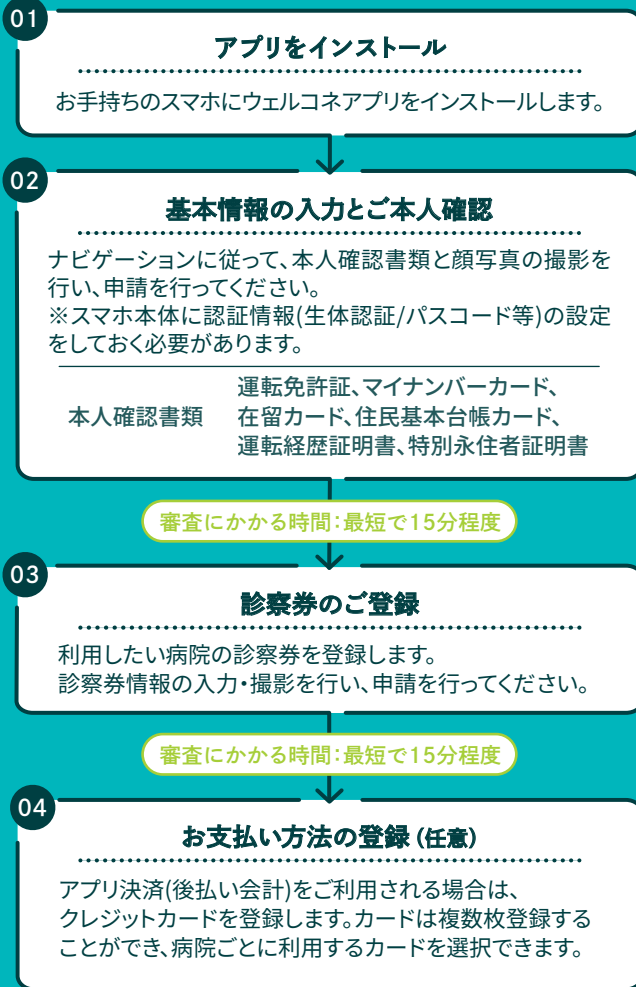 01
アプリをインストール
お手持ちのスマホにウェルコネアプリをインストールします。
02
基本情報の入力とご本人確認
ナビゲーションに従って、本人確認書類と顔写真の撮影を
行い、申請を行ってください。
※スマホ本体に認証情報(生体認証/パスコード等)の設定
をしておく必要があります。
本人確認書類
運転免許証、マイナンバーカード、
在留カード、住民基本台帳カード、
運転経歴証明書、特別永住者証明書
審査にかかる時間：最短で15分程度
03
診察券のご登録
利用したい病院の診察券を登録します。
診察券情報の入力・撮影を行い、申請を行ってください。
審査にかかる時間：最短で15分程度
04
お支払い方法の登録（任意）
アプリ決済(後払い会計)をご利用される場合は、
クレジットカードを登録します。カードは複数枚登録する
ことができ、病院ごとに利用するカードを選択できます。